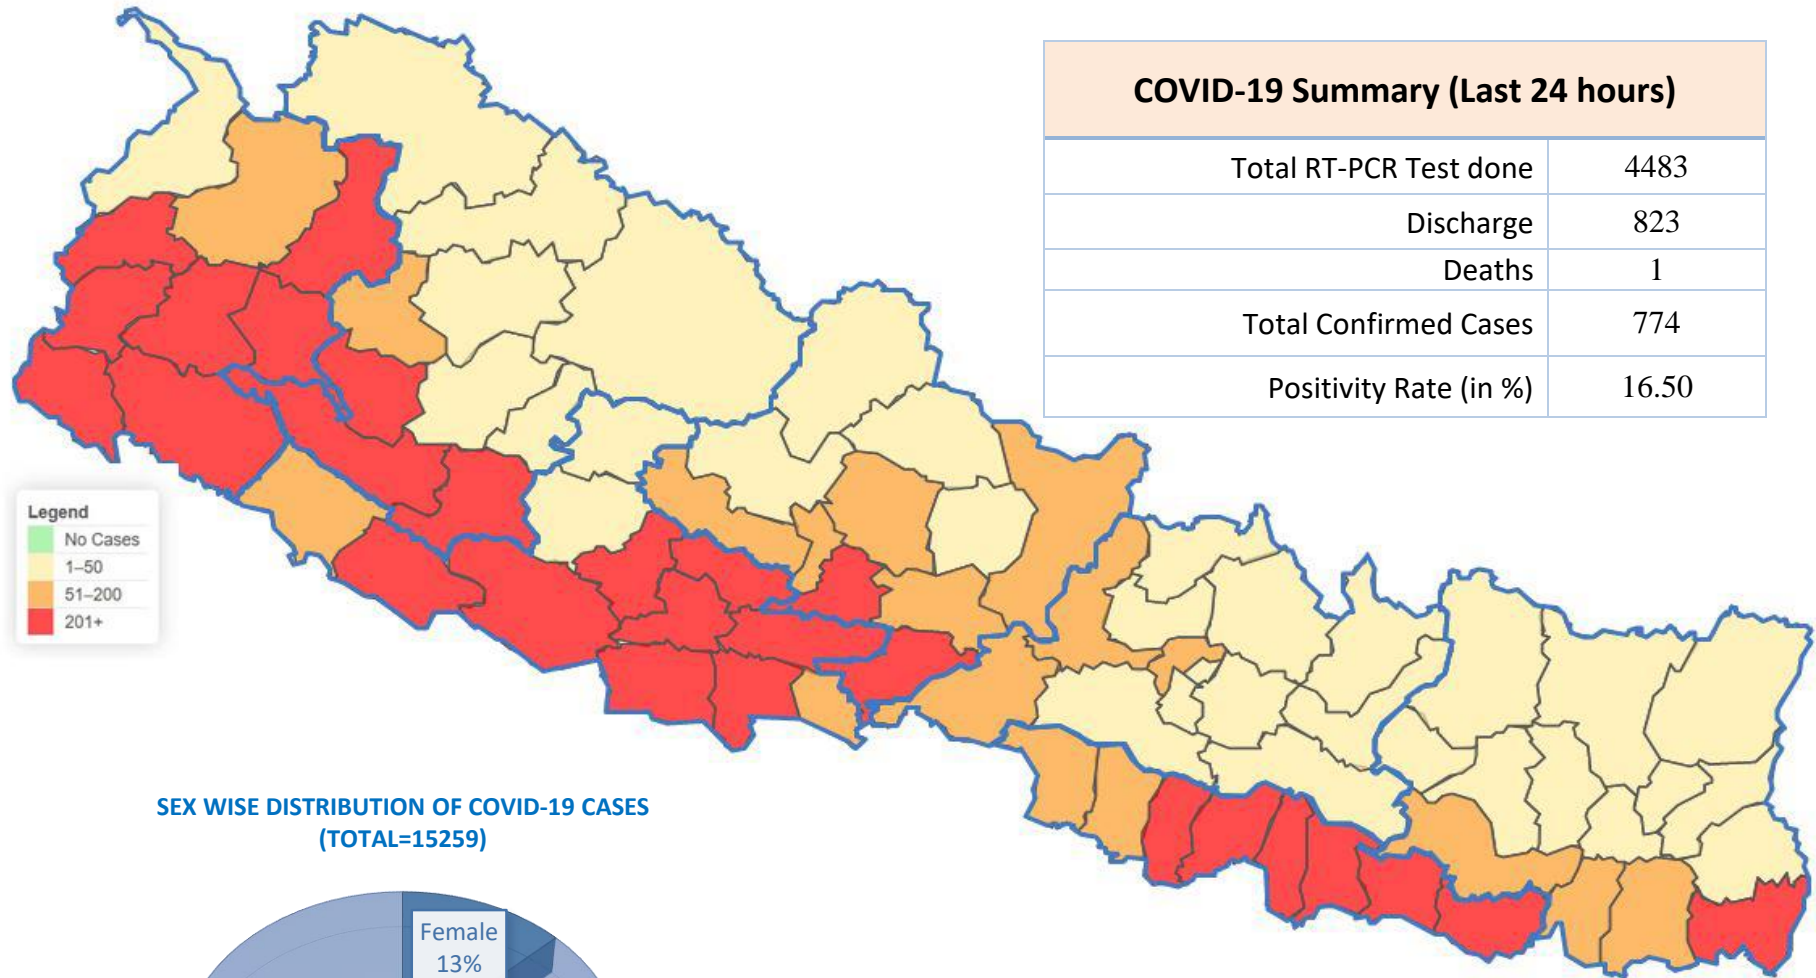 COVID-19 Summary (Last 24 hours)
Total RT-PCR Test done 4483
Discharge 823
Deaths 1
Total Confirmed Cases 774
Positivity Rate (in %) 16.50
Legend
No Cases
1–50
51–200
201+
SEX WISE DISTRIBUTION OF COVID-19 CASES
(TOTAL=15259)
Female
13%